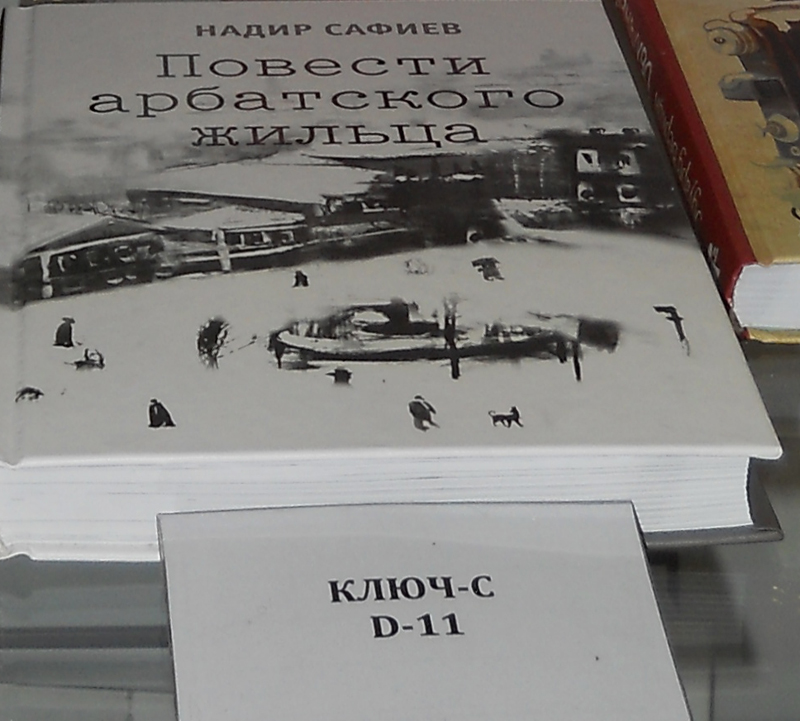 НАДИР САФИЕВ
Повести
арбатского
жильца
КЛЮЧ-С
D-11